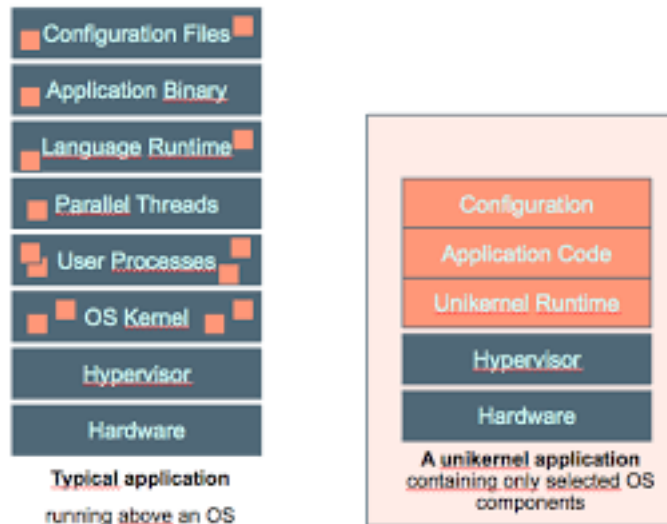 Configuration Files
Application Binary
Language Runtime
Parallel Threads
User Processes
OS Kernel
Hypervisor
Hardware
Typical application
running above an OS
Configuration
Application Code
Unikernel Runtime
Hypervisor
Hardware
A unikernel application
containing only selected OS
components